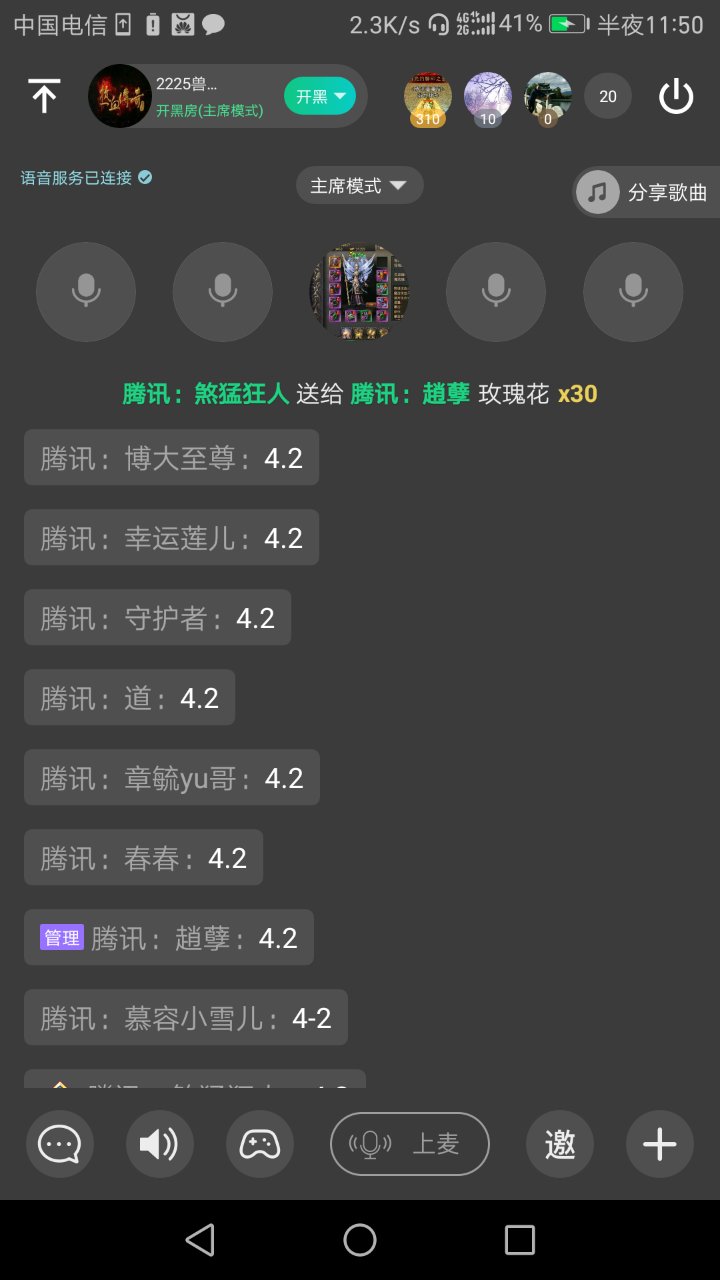 中国电信 2.3K/s 4G 2G 41% 半夜11:50
2225兽...
开黑房(主席模式)
开黑
310 10 0 20
语音服务已连接
主席模式
分享歌曲
腾讯：煞猛狂人 送给 腾讯：趙孽 玫瑰花 x30
腾讯：博大至尊：4.2
腾讯：幸运莲儿：4.2
腾讯：守护者：4.2
腾讯：道：4.2
腾讯：章毓yu哥：4.2
腾讯：春春：4.2
管理 腾讯：趙孽：4.2
腾讯：慕容小雪儿：4-2
上麦
邀